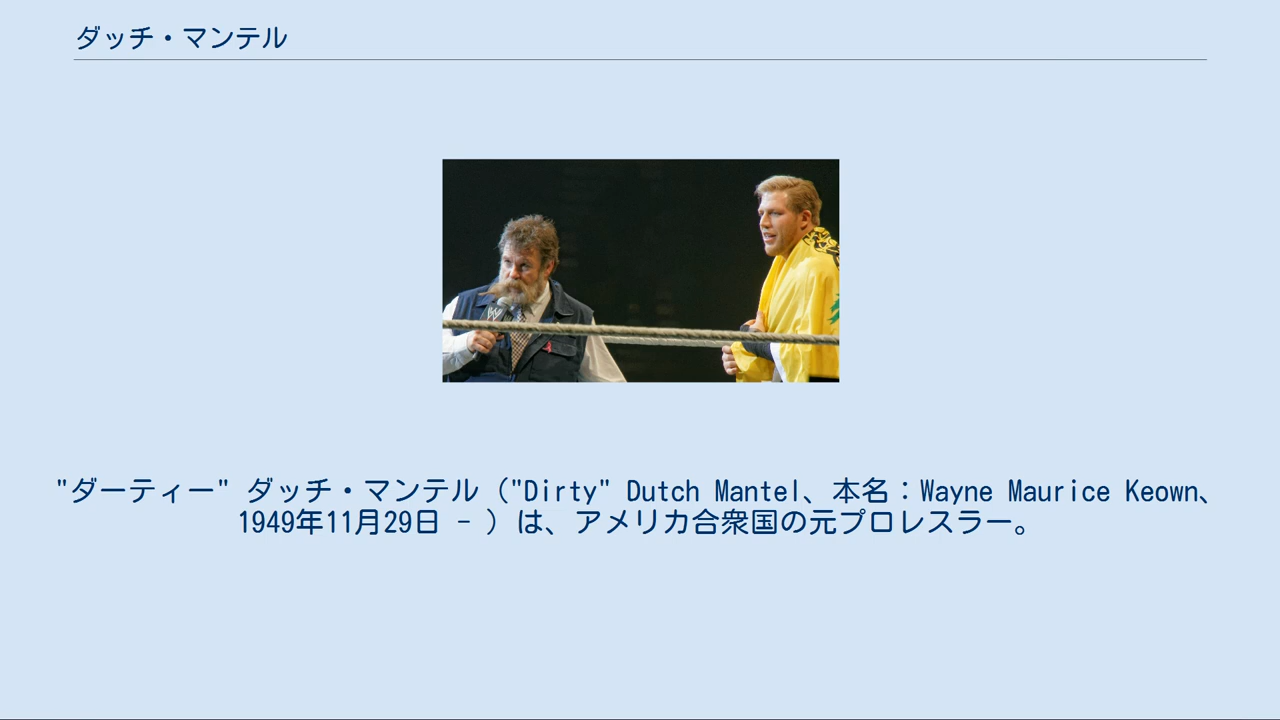 ダッチ・マンテル
"ダーティー" ダッチ・マンテル（"Dirty" Dutch Mantel、本名：Wayne Maurice Keown、
1949年11月29日 - ）は、アメリカ合衆国の元プロレスラー。